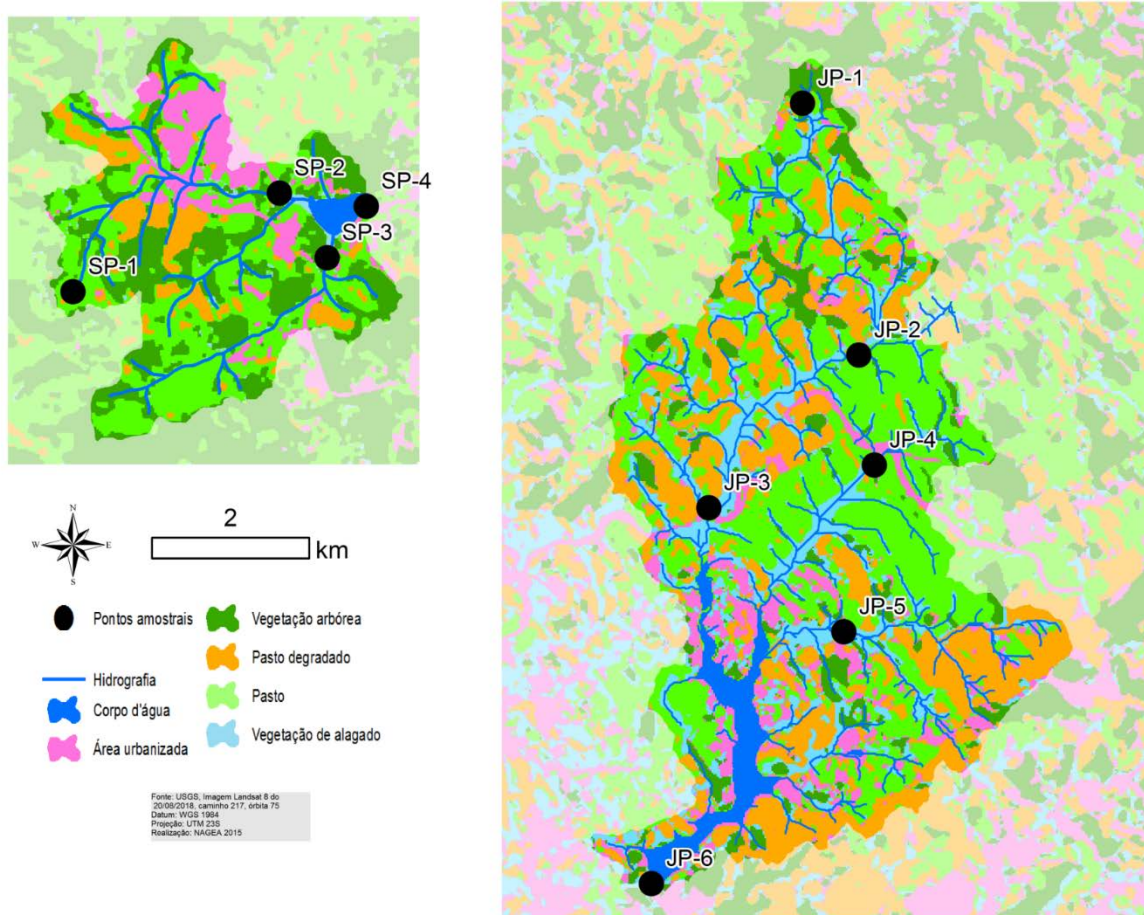 SP-2
SP-4
SP-3
SP-1
N
W
E
S
2
km
Pontos amostrais
Hidrografia
Corpo d'água
Área urbanizada
Vegetação arbórea
Pasto degradado
Pasto
Vegetação de alagado
Fonte: USGS, Imagem Landsat 8 do
20/08/2018, caminho 217, órbita 75
Datum: WGS 1984
Projeção: UTM 23S
Realização: NAGEA 2015
JP-1
JP-2
JP-4
JP-3
JP-5
JP-6